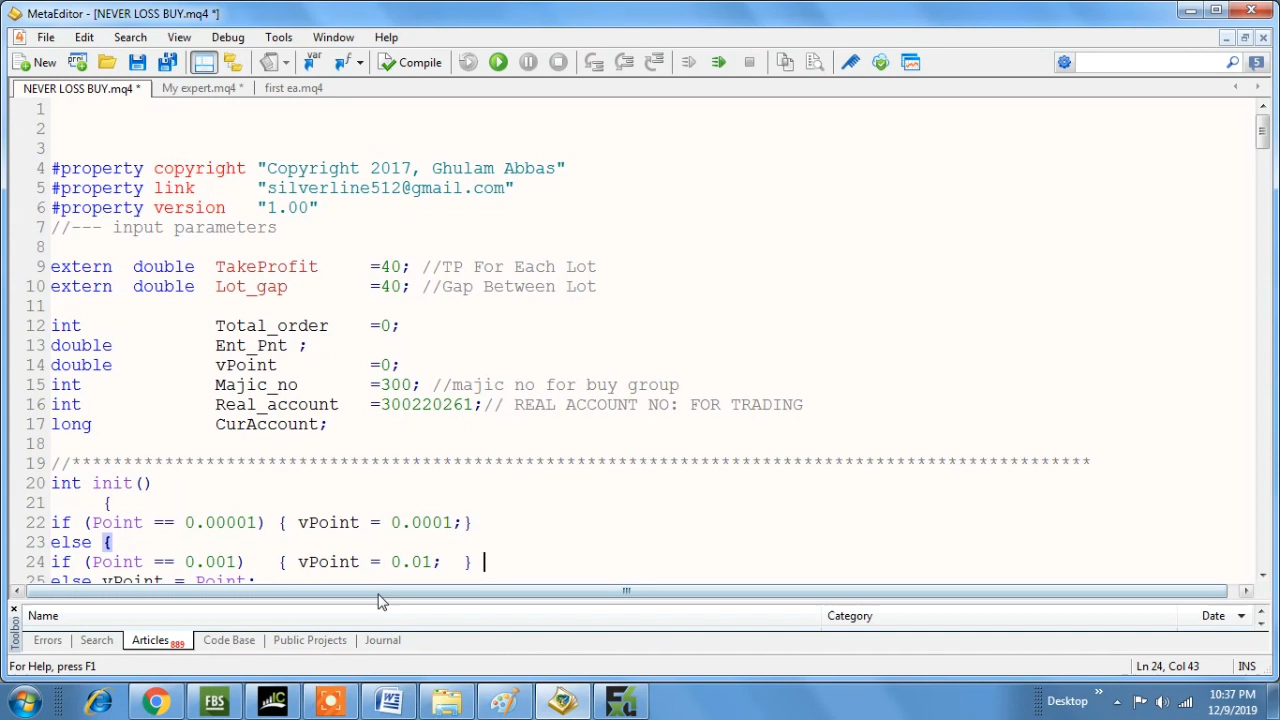 MetaEditor - [NEVER LOSS BUY.mq4 *]
File Edit Search View Debug Tools Window Help
New Compile 5
NEVER LOSS BUY.mq4 * My expert.mq4 * first ea.mq4
1
2
3
4 #property copyright "Copyright 2017, Ghulam Abbas"
5 #property link "silverline512@gmail.com"
6 #property version "1.00"
7 //--- input parameters
8
9 extern double TakeProfit =40; //TP For Each Lot
10 extern double Lot_gap =40; //Gap Between Lot
11
12 int Total_order =0;
13 double Ent_Pnt ;
14 double vPoint =0;
15 int Majic_no =300; //majic no for buy group
16 int Real_account =300220261;// REAL ACCOUNT NO: FOR TRADING
17 long CurAccount;
18
19 //***************************************************************************************************
20 int init()
21 {
22 if (Point == 0.00001) { vPoint = 0.0001;}
23 else {
24 if (Point == 0.001) { vPoint = 0.01; }
25 else vPoint = Point;
Name Category Date
Toolbox
Errors Search Articles 889 Code Base Public Projects Journal
For Help, press F1 Ln 24, Col 43 INS
FBS IC Desktop 10:37 PM
12/9/2019